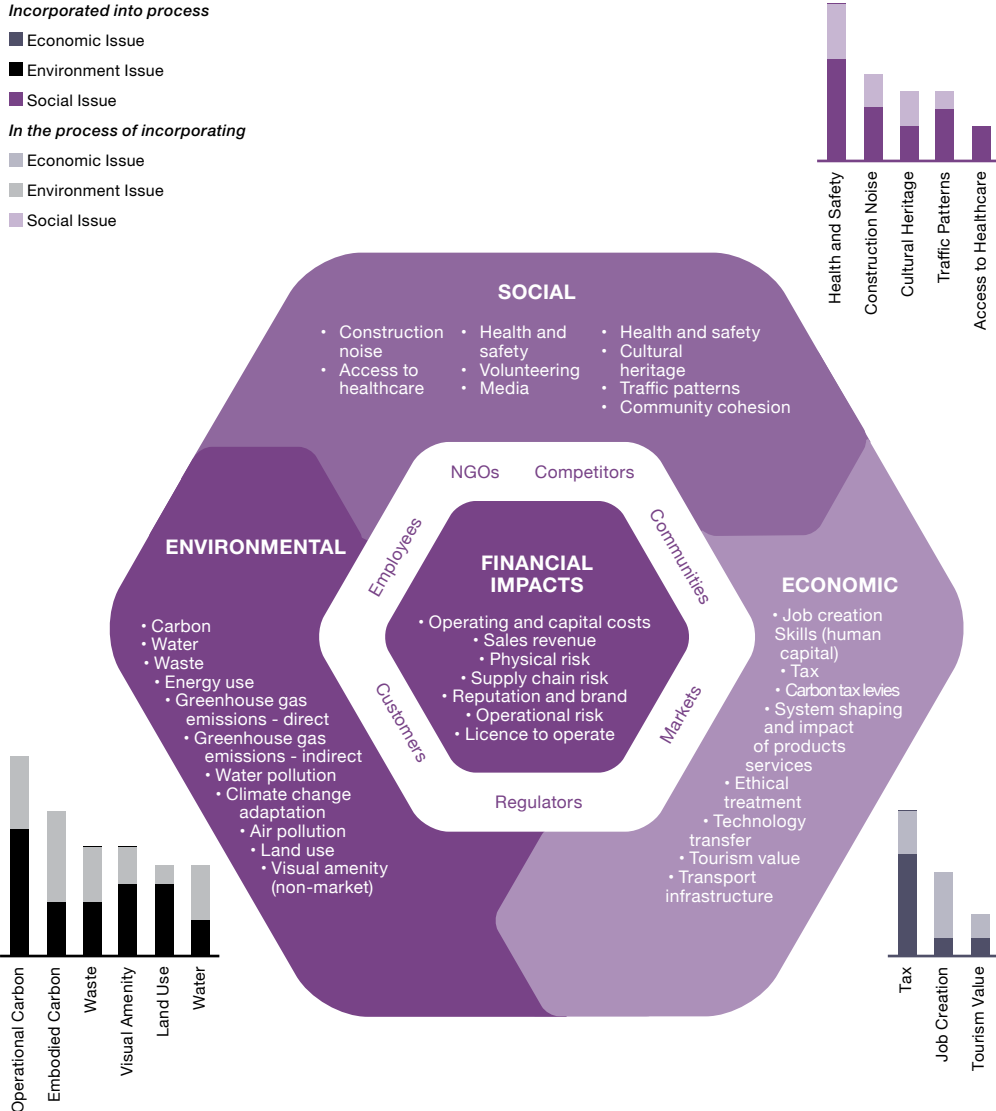 Incorporated into process
Economic Issue
Environment Issue
Social Issue
In the process of incorporating
Economic Issue
Environment Issue
Social Issue
Health and Safety
Construction Noise
Cultural Heritage
Traffic Patterns
Access to Healthcare
SOCIAL
• Construction
noise
• Access to
healthcare
• Health and
safety
• Volunteering
• Media
• Health and safety
• Cultural
heritage
• Traffic patterns
• Community cohesion
NGOs
Competitors
Employees
Communities
Customers
Markets
Regulators
FINANCIAL
IMPACTS
• Operating and capital costs
• Sales revenue
• Physical risk
• Supply chain risk
• Reputation and brand
• Operational risk
• Licence to operate
ENVIRONMENTAL
• Carbon
• Water
• Waste
• Energy use
• Greenhouse gas
emissions - direct
• Greenhouse gas
emissions - indirect
• Water pollution
• Climate change
adaptation
• Air pollution
• Land use
• Visual amenity
(non-market)
ECONOMIC
• Job creation
Skills (human
capital)
• Tax
• Carbon tax levies
• System shaping
and impact
of products
services
• Ethical
treatment
• Technology
transfer
• Tourism value
• Transport
infrastructure
Operational Carbon
Embodied Carbon
Waste
Visual Amenity
Land Use
Water
Tax
Job Creation
Tourism Value